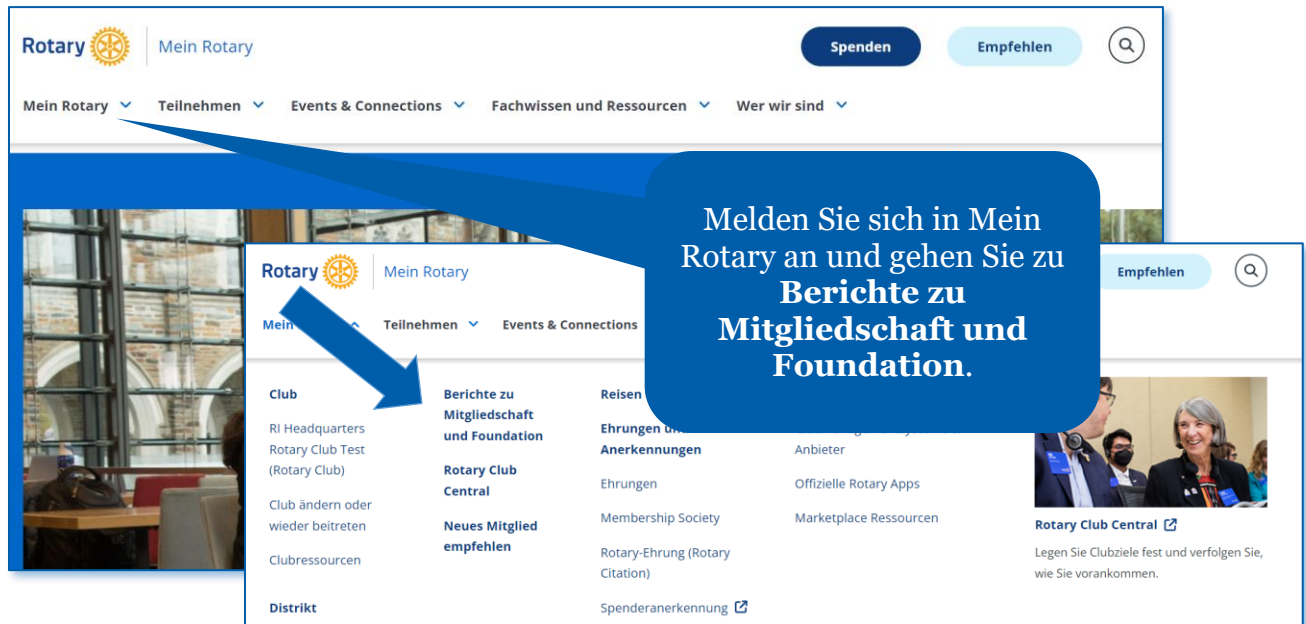 Rotary
Mein Rotary
Spenden
Empfehlen
Mein Rotary
Teilnehmen
Events & Connections
Fachwissen und Ressourcen
Wer wir sind
Melden Sie sich in Mein
Rotary an und gehen Sie zu
Berichte zu
Mitgliedschaft und
Foundation.
Rotary
Mein Rotary
Empfehlen
Teilnehmen
Events & Connections
Club
RI Headquarters
Rotary Club Test
(Rotary Club)
Club ändern oder
wieder beitreten
Clubressourcen
Distrikt
Berichte zu
Mitgliedschaft
und Foundation
Rotary Club
Central
Neues Mitglied
empfehlen
Reisen
Ehrungen
Anerkennungen
Ehrungen
Membership Society
Rotary-Ehrung (Rotary
Citation)
Spenderanerkennung
Anbieter
Offizielle Rotary Apps
Marketplace Ressourcen
Rotary Club Central
Legen Sie Clubziele fest und verfolgen Sie,
wie Sie vorankommen.